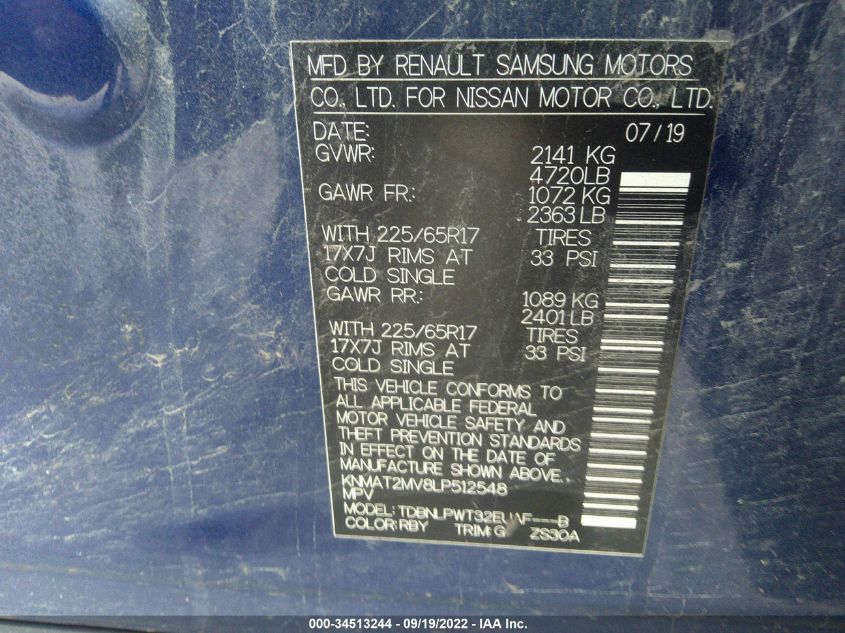 MFD BY RENAULT SAMSUNG MOTORS
CO., LTD. FOR NISSAN MOTOR CO., LTD.
DATE: 07/19
GVWR: 2141 KG
4720LB
GAWR FR: 1072 KG
2363LB
WITH 225/65R17 TIRES
17X7J RIMS AT 33 PSI
COLD SINGLE
GAWR RR: 1089 KG
2401LB
WITH 225/65R17 TIRES
17X7J RIMS AT 33 PSI
COLD SINGLE
THIS VEHICLE CONFORMS TO
ALL APPLICABLE FEDERAL
MOTOR VEHICLE SAFETY AND
THEFT PREVENTION STANDARDS
IN EFFECT ON THE DATE OF
MANUFACTURE SHOWN ABOVE.
KNMAT2MV8LP512548
MPV
MODEL:
COLOR:RBY TRIM:G ZS30A
000-34513244 - 09/19/2022 - IAA Inc.